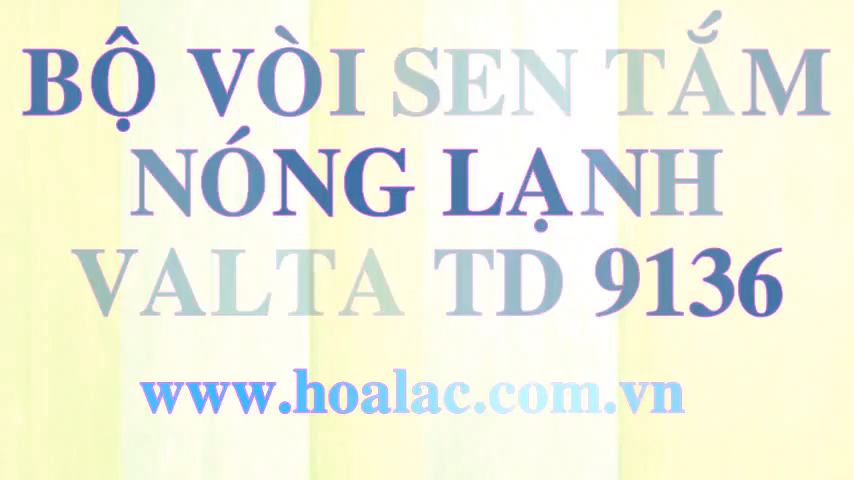 BỘ VÒI SEN TẮM
NÓNG LẠNH
VALTA TD 9136
www.hoalac.com.vn